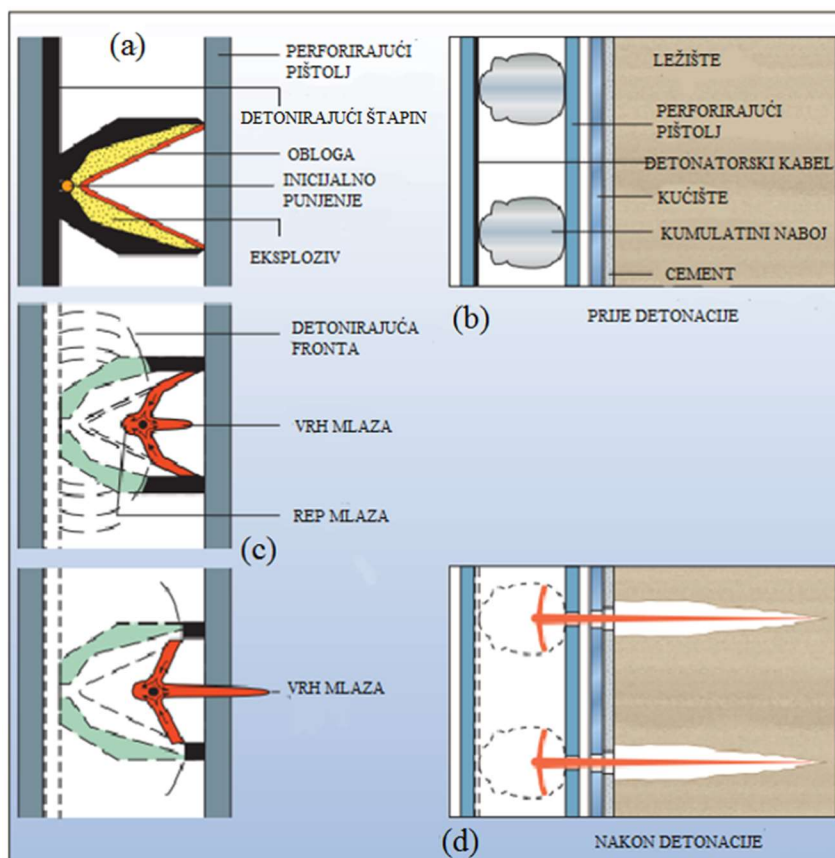 (a)
PERFORIRAJUĆI
PIŠTOLJ
DETONIRAJUĆI ŠTAPIN
OBLOGA
INICIJALNO
PUNJENJE
EKSPLOZIV
LEŽIŠTE
PERFORIRAJUĆI
PIŠTOLJ
DETONATORSKI KABEL
KUĆIŠTE
KUMULATINI NABOJ
CEMENT
(b)
PRIJE DETONACIJE
DETONIRAJUĆA
FRONTA
VRH MLAZA
REP MLAZA
(c)
VRH MLAZA
(d)
NAKON DETONACIJE